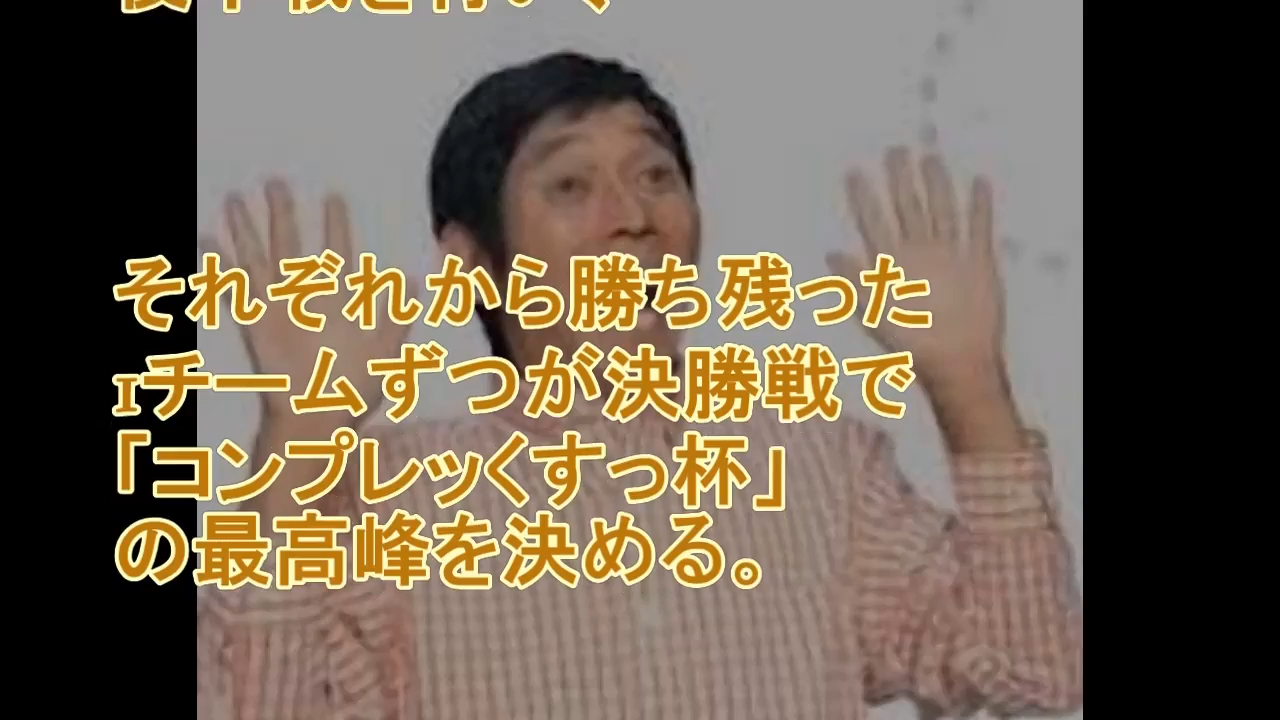 それぞれから勝ち残った
1チームずつが決勝戦で
「コンプレッくすっ杯」
の最高峰を決める。